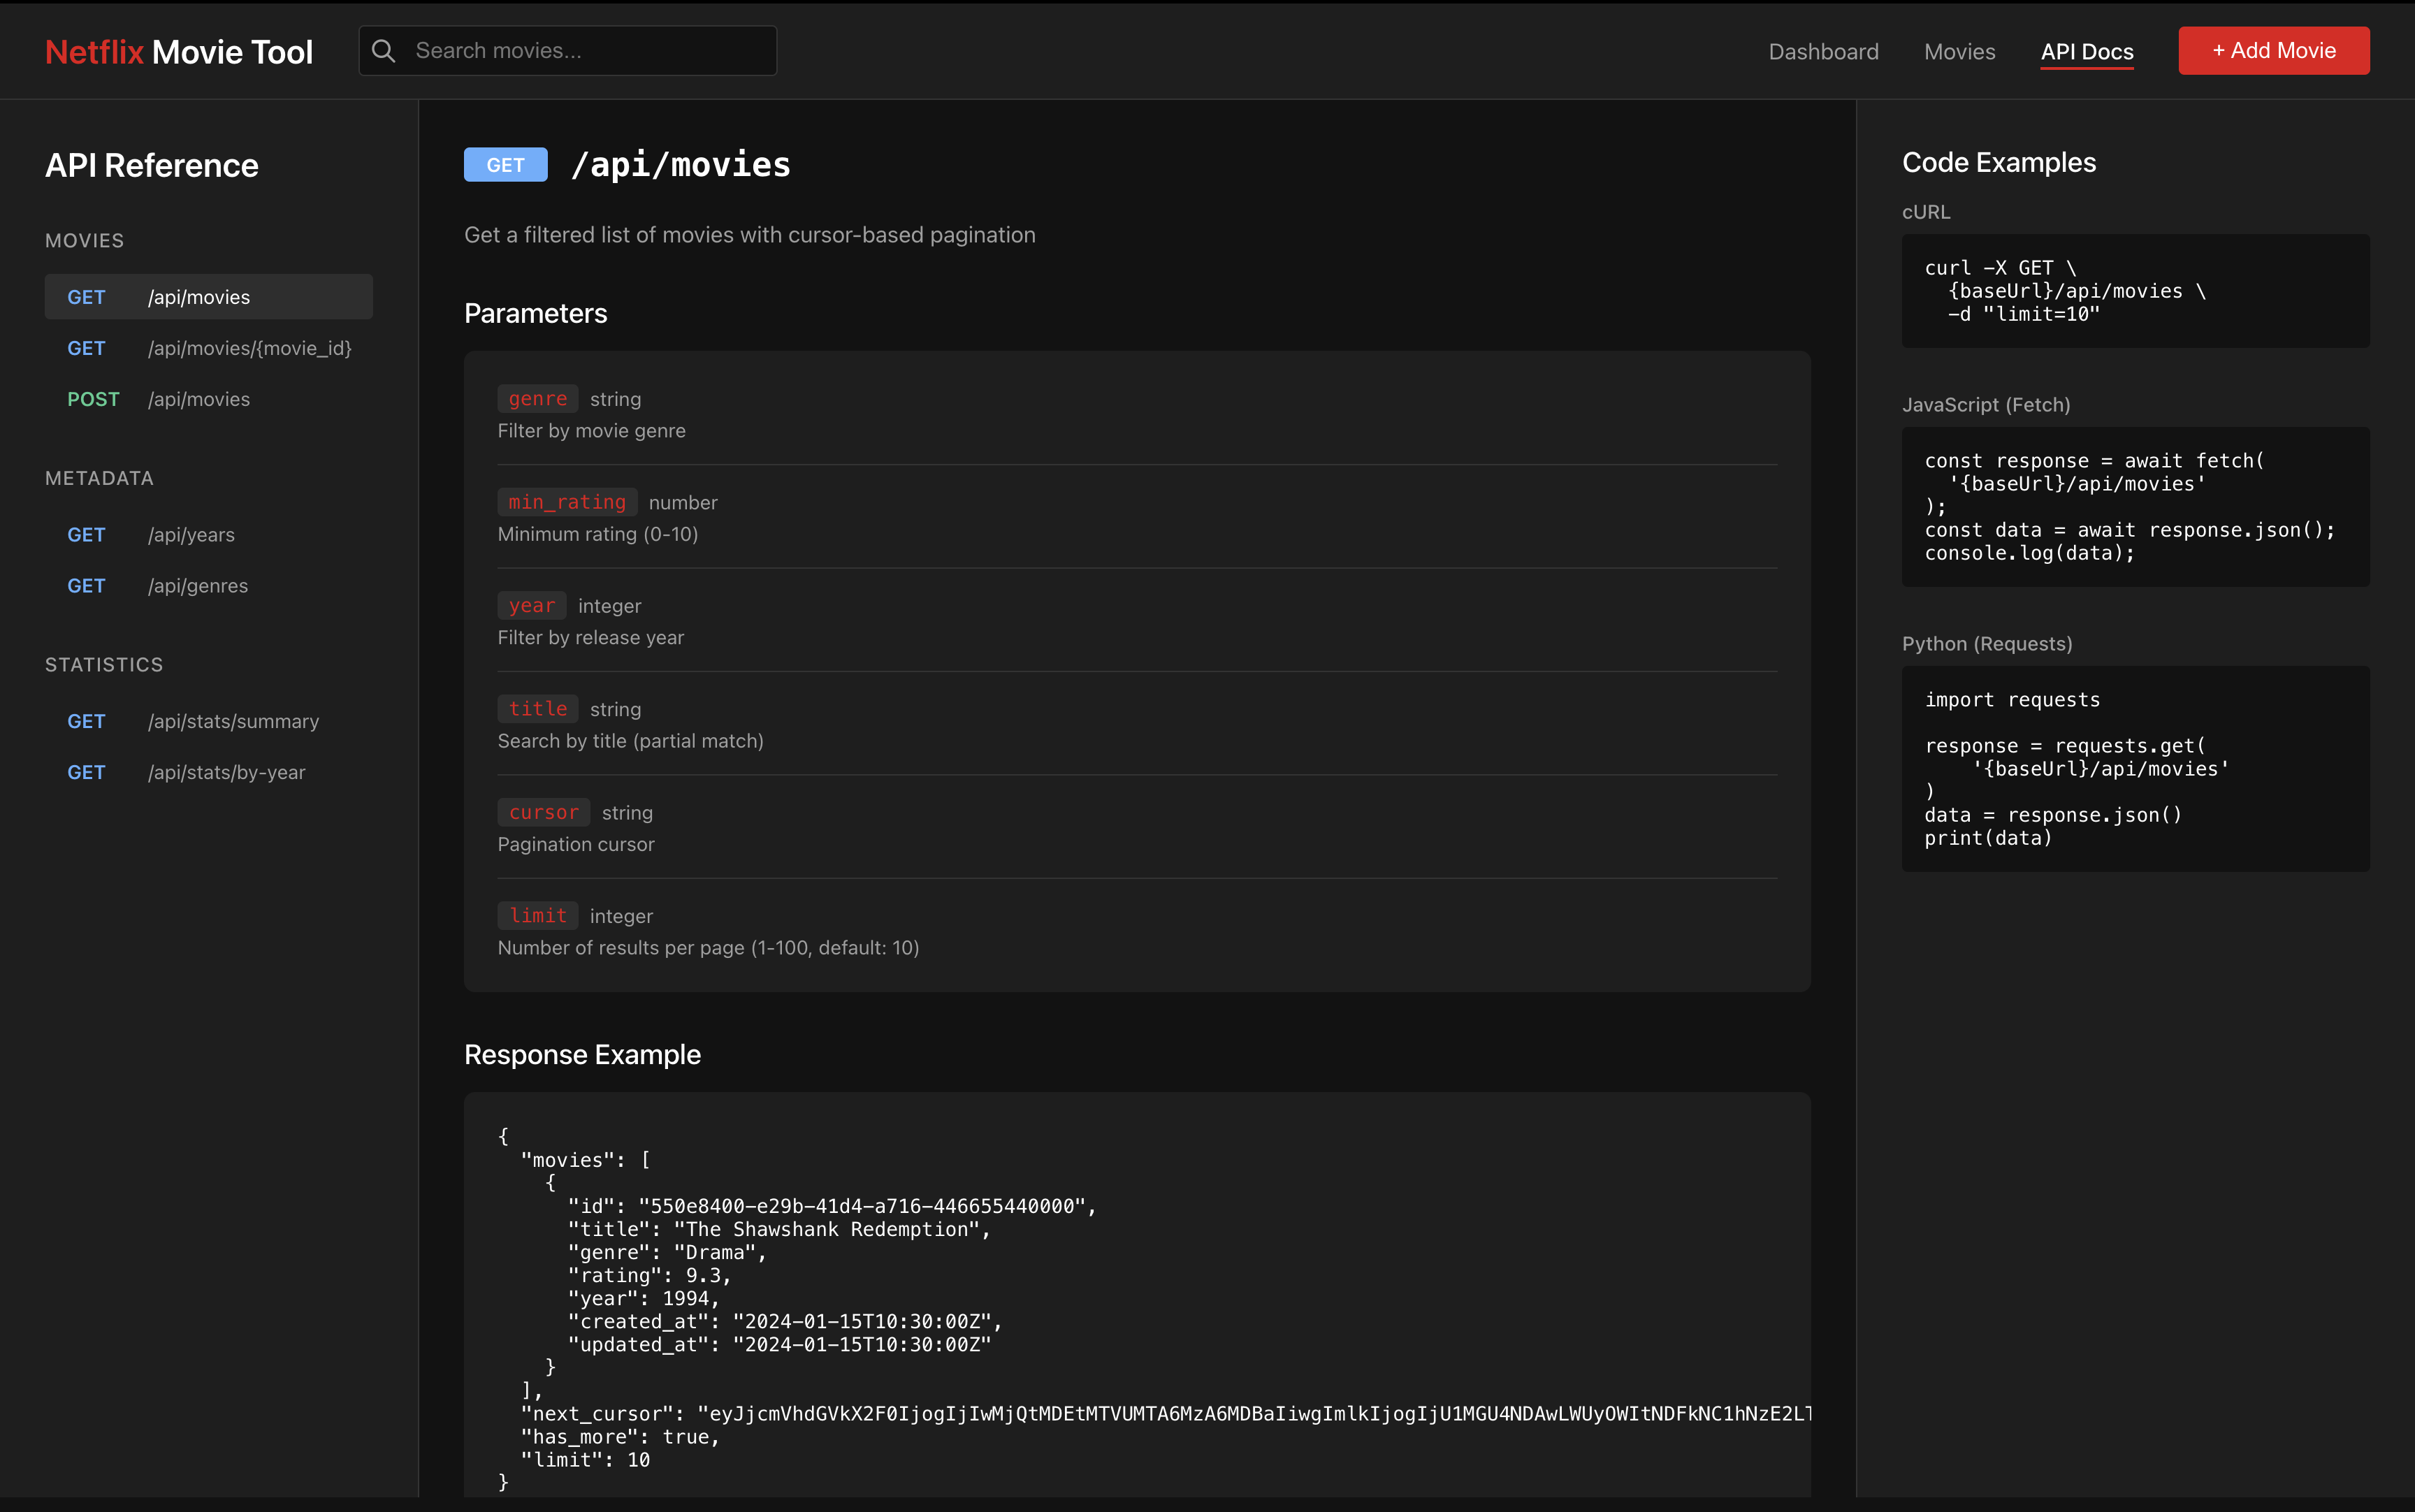 Netflix Movie Tool
Search movies...
Dashboard
Movies
API Docs
+ Add Movie
API Reference
MOVIES
GET /api/movies
GET /api/movies/{movie_id}
POST /api/movies
METADATA
GET /api/years
GET /api/genres
STATISTICS
GET /api/stats/summary
GET /api/stats/by-year
GET /api/movies
Get a filtered list of movies with cursor-based pagination
Parameters
genre string
Filter by movie genre
min_rating number
Minimum rating (0-10)
year integer
Filter by release year
title string
Search by title (partial match)
cursor string
Pagination cursor
limit integer
Number of results per page (1-100, default: 10)
Response Example
{
  "movies": [
    {
      "id": "550e8400-e29b-41d4-a716-446655440000",
      "title": "The Shawshank Redemption",
      "genre": "Drama",
      "rating": 9.3,
      "year": 1994,
      "created_at": "2024-01-15T10:30:00Z",
      "updated_at": "2024-01-15T10:30:00Z"
    }
  ],
  "next_cursor": "eyJjcmVhdGVkX2F0IjogIjIwMjQtMDEtMTVUMTA6MzA6MDBaIiwgImlkIjogIjU1MGU4NDAwLWUyOWItNDFkNC1hNzE2LT
  "has_more": true,
  "limit": 10
}
Code Examples
cURL
curl -X GET \
  {baseUrl}/api/movies \
  -d "limit=10"
JavaScript (Fetch)
const response = await fetch(
  '{baseUrl}/api/movies'
);
const data = await response.json();
console.log(data);
Python (Requests)
import requests
response = requests.get(
    '{baseUrl}/api/movies'
)
data = response.json()
print(data)